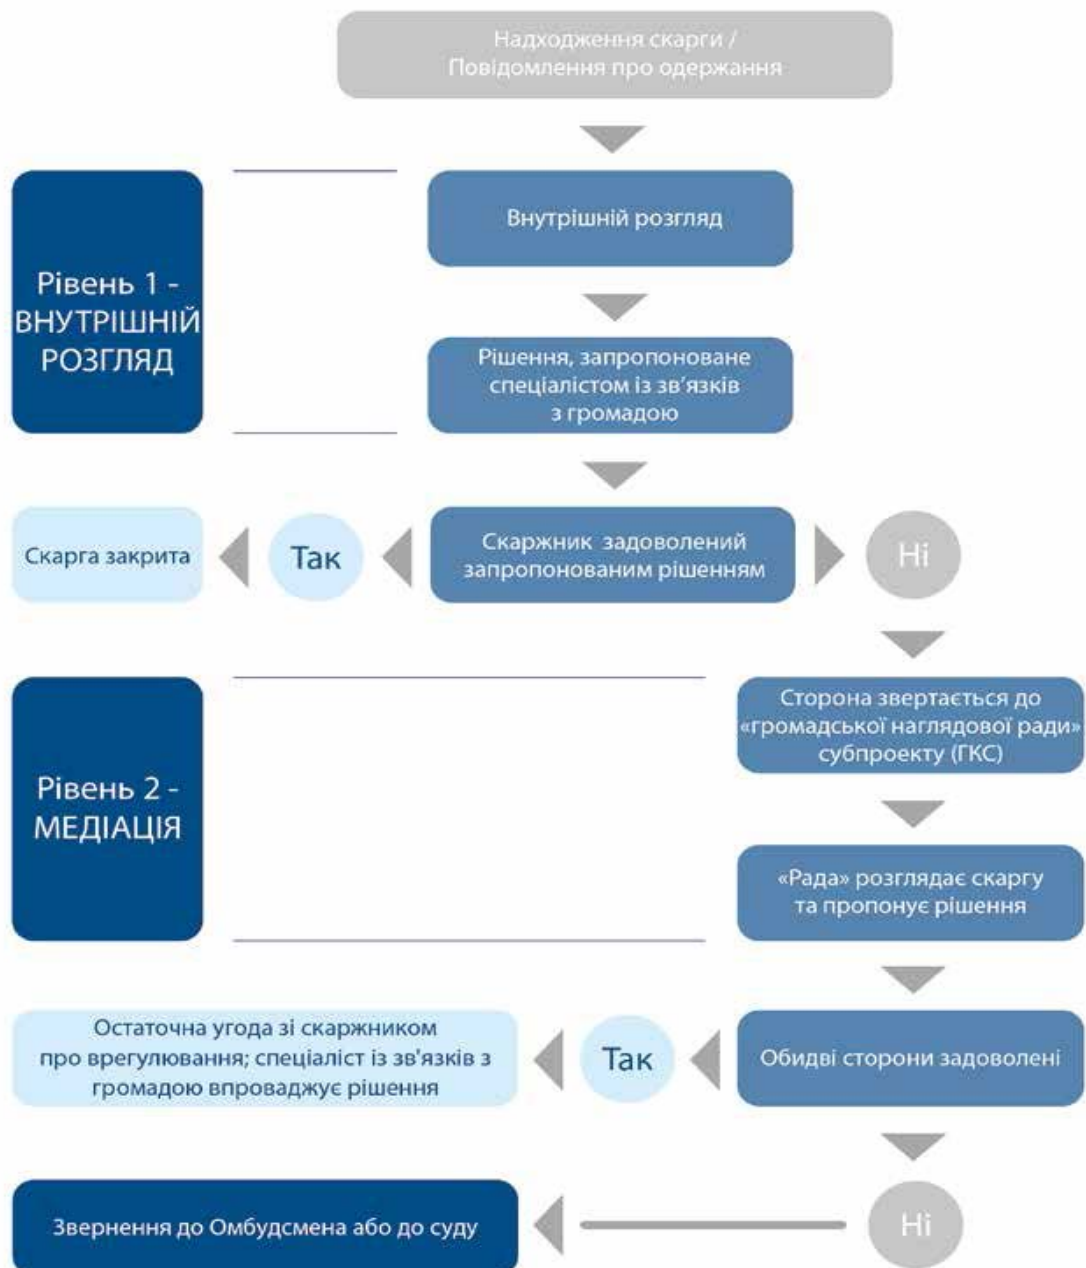 Надходження скарги /
Повідомлення про одержання
Рівень 1 -
ВНУТРІШНІЙ
РОЗГЛЯД
Внутрішній розгляд
Рішення, запропоноване
спеціалістом із зв’язків
з громадою
Скарга закрита
Так
Скаржник задоволений
запропонованим рішенням
Ні
Рівень 2 -
МЕДІАЦІЯ
Сторона звертається до
«громадської наглядової ради»
субпроекту (ГКС)
«Рада» розглядає скаргу
та пропонує рішення
Остаточна угода зі скаржником
про врегулювання; спеціаліст із зв'язків з
громадою впроваджує рішення
Так
Обидві сторони задоволені
Звернення до Омбудсмена або до суду
Ні